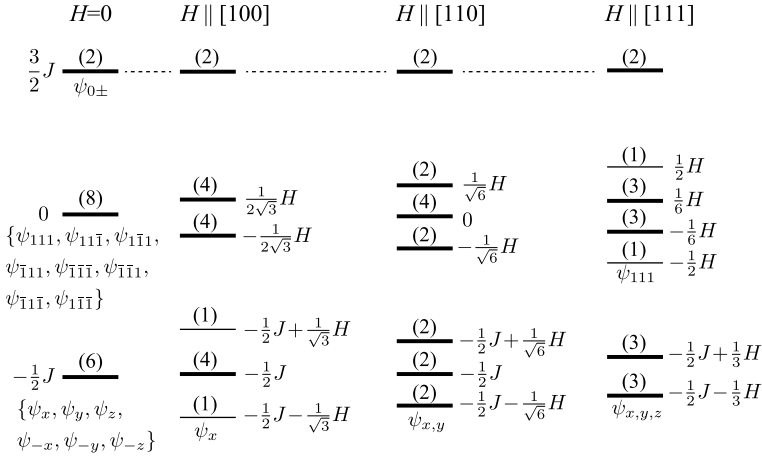 H=0 H ∥ [100] H ∥ [110] H ∥ [111]
3/2 J (2) (2) (2) (2)
ψ₀±
(1) 1/2 H
(2) 1/√6 H
(3) 1/6 H
0 (8) (4) 1/2√3 H (4) 0
(3) −1/6 H
{ψ₁₁₁, ψ₁₁1̄, ψ₁1̄₁, (4) −1/2√3 H (2) −1/√6 H
(1) −1/2 H
ψ1̄₁₁, ψ1̄1̄1̄, ψ1̄1̄₁, ψ₁₁₁
ψ1̄₁1̄, ψ₁1̄1̄}
(1) −1/2 J+1/√3 H (2) −1/2 J+1/√6 H (3) −1/2 J+1/3 H
−1/2 J (6) (4) −1/2 J (2) −1/2 J
(3) −1/2 J−1/3 H
{ψx, ψy, ψz, (1) −1/2 J−1/√3 H (2) −1/2 J−1/√6 H ψx,y,z
ψ−x, ψ−y, ψ−z} ψx ψx,y